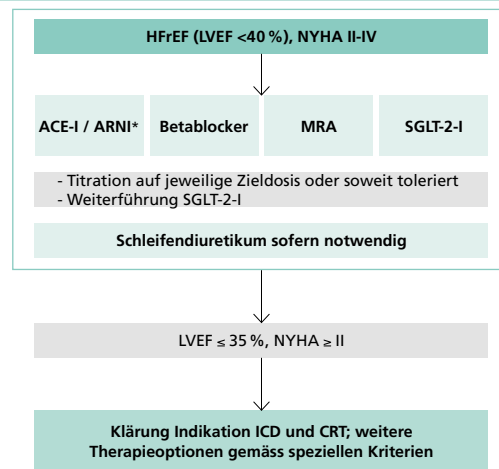 HFrEF (LVEF <40 %), NYHA II-IV
ACE-I / ARNI* Betablocker MRA SGLT-2-I
- Titration auf jeweilige Zieldosis oder soweit toleriert
- Weiterführung SGLT-2-I
Schleifendiuretikum sofern notwendig
LVEF ≤ 35 %, NYHA ≥ II
Klärung Indikation ICD und CRT; weitere
Therapieoptionen gemäss speziellen Kriterien